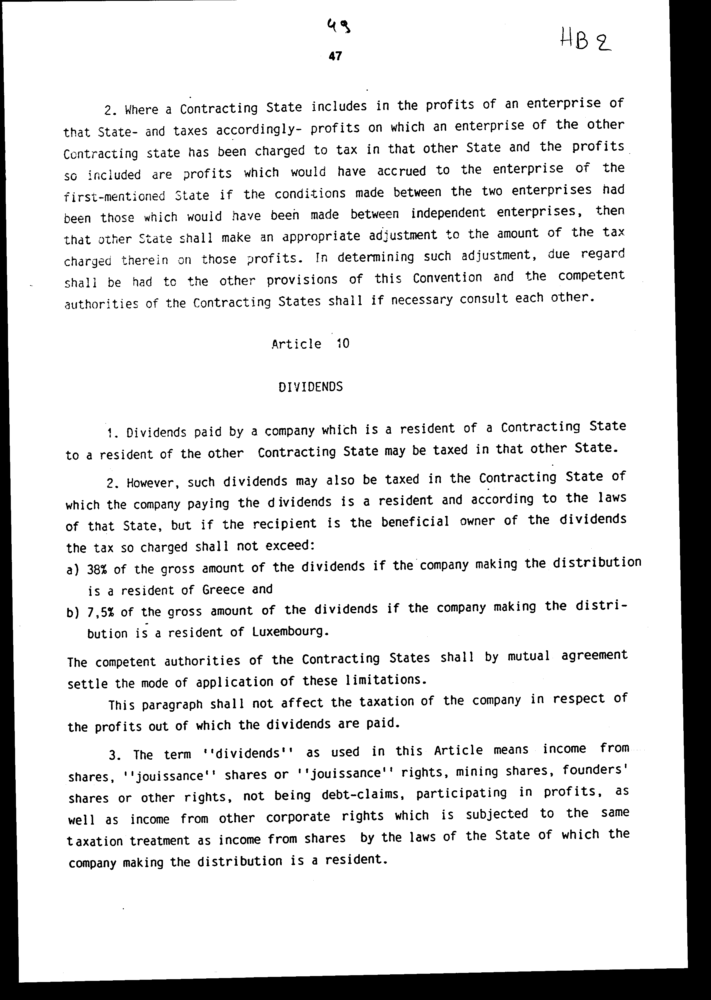 49
HB 2
47
2. Where a Contracting State includes in the profits of an enterprise of
that State- and taxes accordingly- profits on which an enterprise of the other
Contracting state has been charged to tax in that other State and the profits
so included are profits which would have accrued to the enterprise of the
first-mentioned State if the conditions made between the two enterprises had
been those which would have been made between independent enterprises, then
that other State shall make an appropriate adjustment to the amount of the tax
charged therein on those profits. In determining such adjustment, due regard
shall be had to the other provisions of this Convention and the competent
authorities of the Contracting States shall if necessary consult each other.
Article 10
DIVIDENDS
1. Dividends paid by a company which is a resident of a Contracting State
to a resident of the other Contracting State may be taxed in that other State.
2. However, such dividends may also be taxed in the Contracting State of
which the company paying the dividends is a resident and according to the laws
of that State, but if the recipient is the beneficial owner of the dividends
the tax so charged shall not exceed:
a) 38% of the gross amount of the dividends if the company making the distribution
is a resident of Greece and
b) 7,5% of the gross amount of the dividends if the company making the distri-
bution is a resident of Luxembourg.
The competent authorities of the Contracting States shall by mutual agreement
settle the mode of application of these limitations.
This paragraph shall not affect the taxation of the company in respect of
the profits out of which the dividends are paid.
3. The term ''dividends'' as used in this Article means income from
shares, ''jouissance'' shares or ''jouissance'' rights, mining shares, founders'
shares or other rights, not being debt-claims, participating in profits, as
well as income from other corporate rights which is subjected to the same
taxation treatment as income from shares by the laws of the State of which the
company making the distribution is a resident.